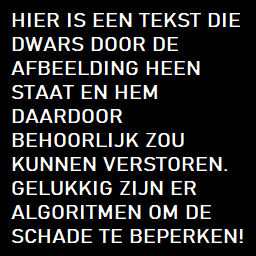 HIER IS EEN TEKST DIE
DWARS DOOR DE
AFBEELDING HEEN
STAAT EN HEM
DAARDOOR
BEHOORLIJK ZOU
KUNNEN VERSTOREN.
GELUKKIG ZIJN ER
ALGORITMEN OM DE
SCHADE TE BEPERKEN!